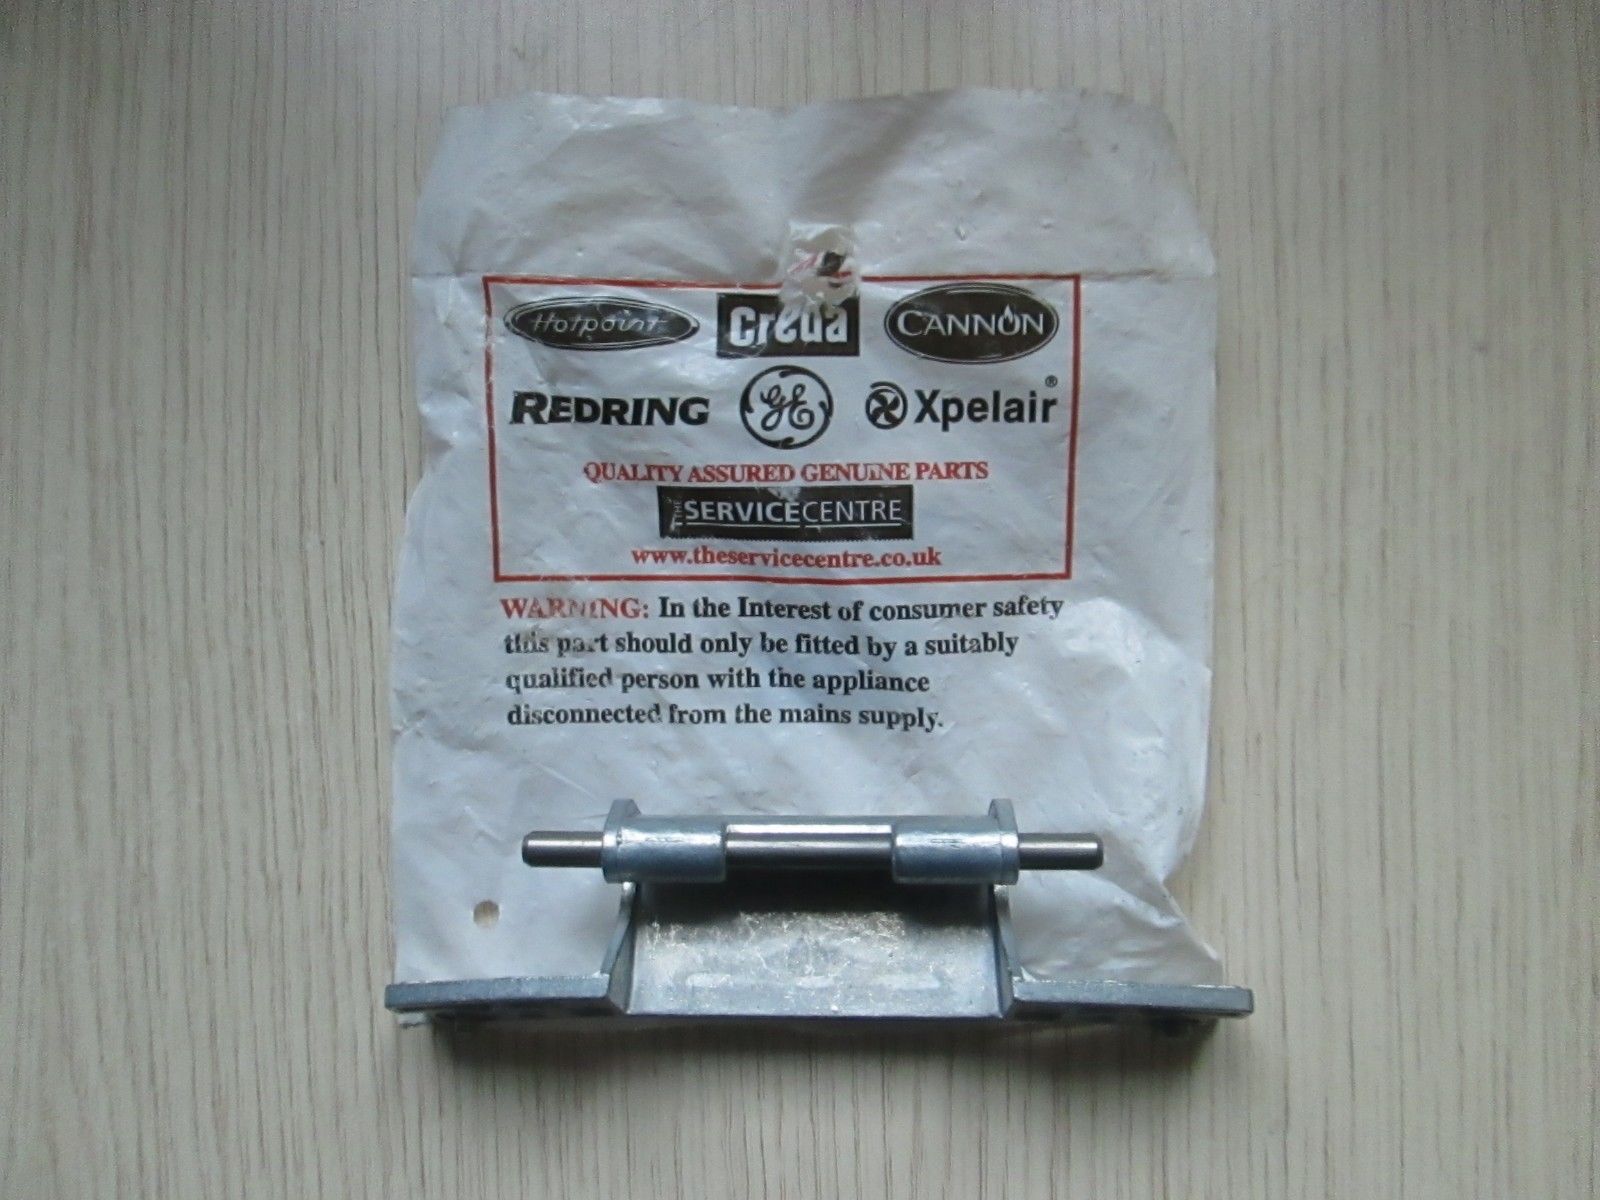 Hotpoint Creda CANNON
REDRING GE Xpelair®
QUALITY ASSURED GENUINE PARTS
THE SERVICECENTRE
www.theservicecentre.co.uk
WARNING: In the Interest of consumer safety
this part should only be fitted by a suitably
qualified person with the appliance
disconnected from the mains supply.